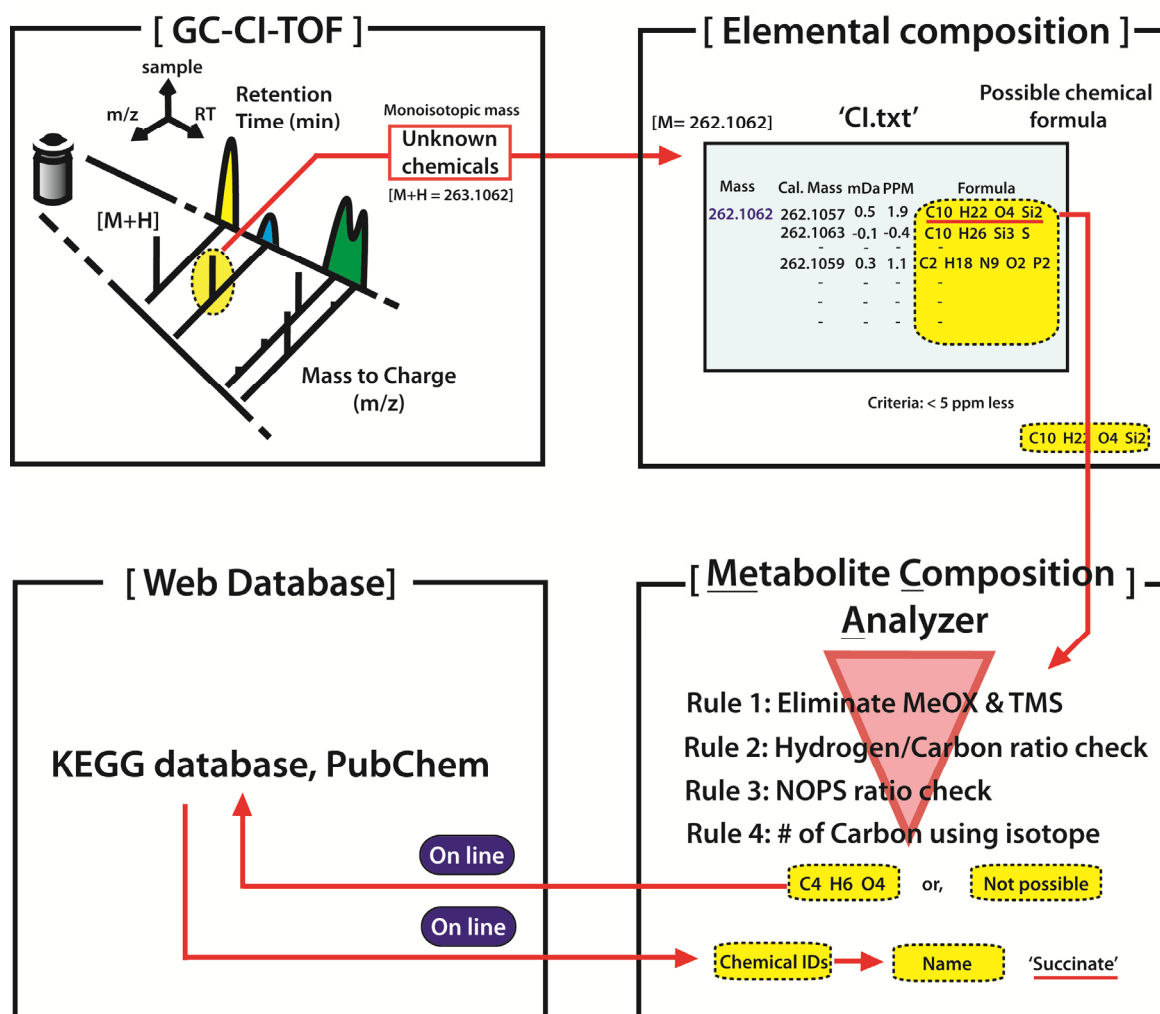 [ GC-CI-TOF ]
sample
m/z
RT
Retention
Time (min)
Monoisotopic mass
Unknown
chemicals
[M+H = 263.1062]
[M+H]
Mass to Charge
(m/z)
[ Elemental composition ]
[M= 262.1062]
'CI.txt'
Possible chemical
formula
Mass Cal. Mass mDa PPM Formula
262.1062 262.1057 0.5 1.9 C10 H22 O4 Si2
262.1063 -0.1 -0.4 C10 H26 Si3 S
- - - -
262.1059 0.3 1.1 C2 H18 N9 O2 P2
- - - -
- - - -
- - - -
Criteria: < 5 ppm less
C10 H22 O4 Si2
[ Web Database]
KEGG database, PubChem
On line
On line
[ Metabolite Composition ]
Analyzer
Rule 1: Eliminate MeOX & TMS
Rule 2: Hydrogen/Carbon ratio check
Rule 3: NOPS ratio check
Rule 4: # of Carbon using isotope
C4 H6 O4 or, Not possible
Chemical IDs Name 'Succinate'